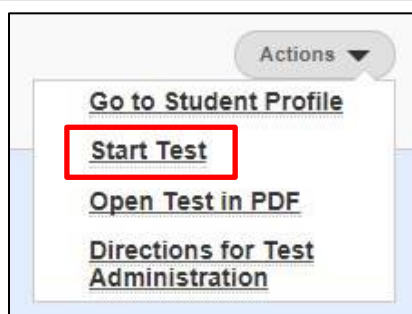 Actions
Go to Student Profile
Start Test
Open Test in PDF
Directions for Test
Administration